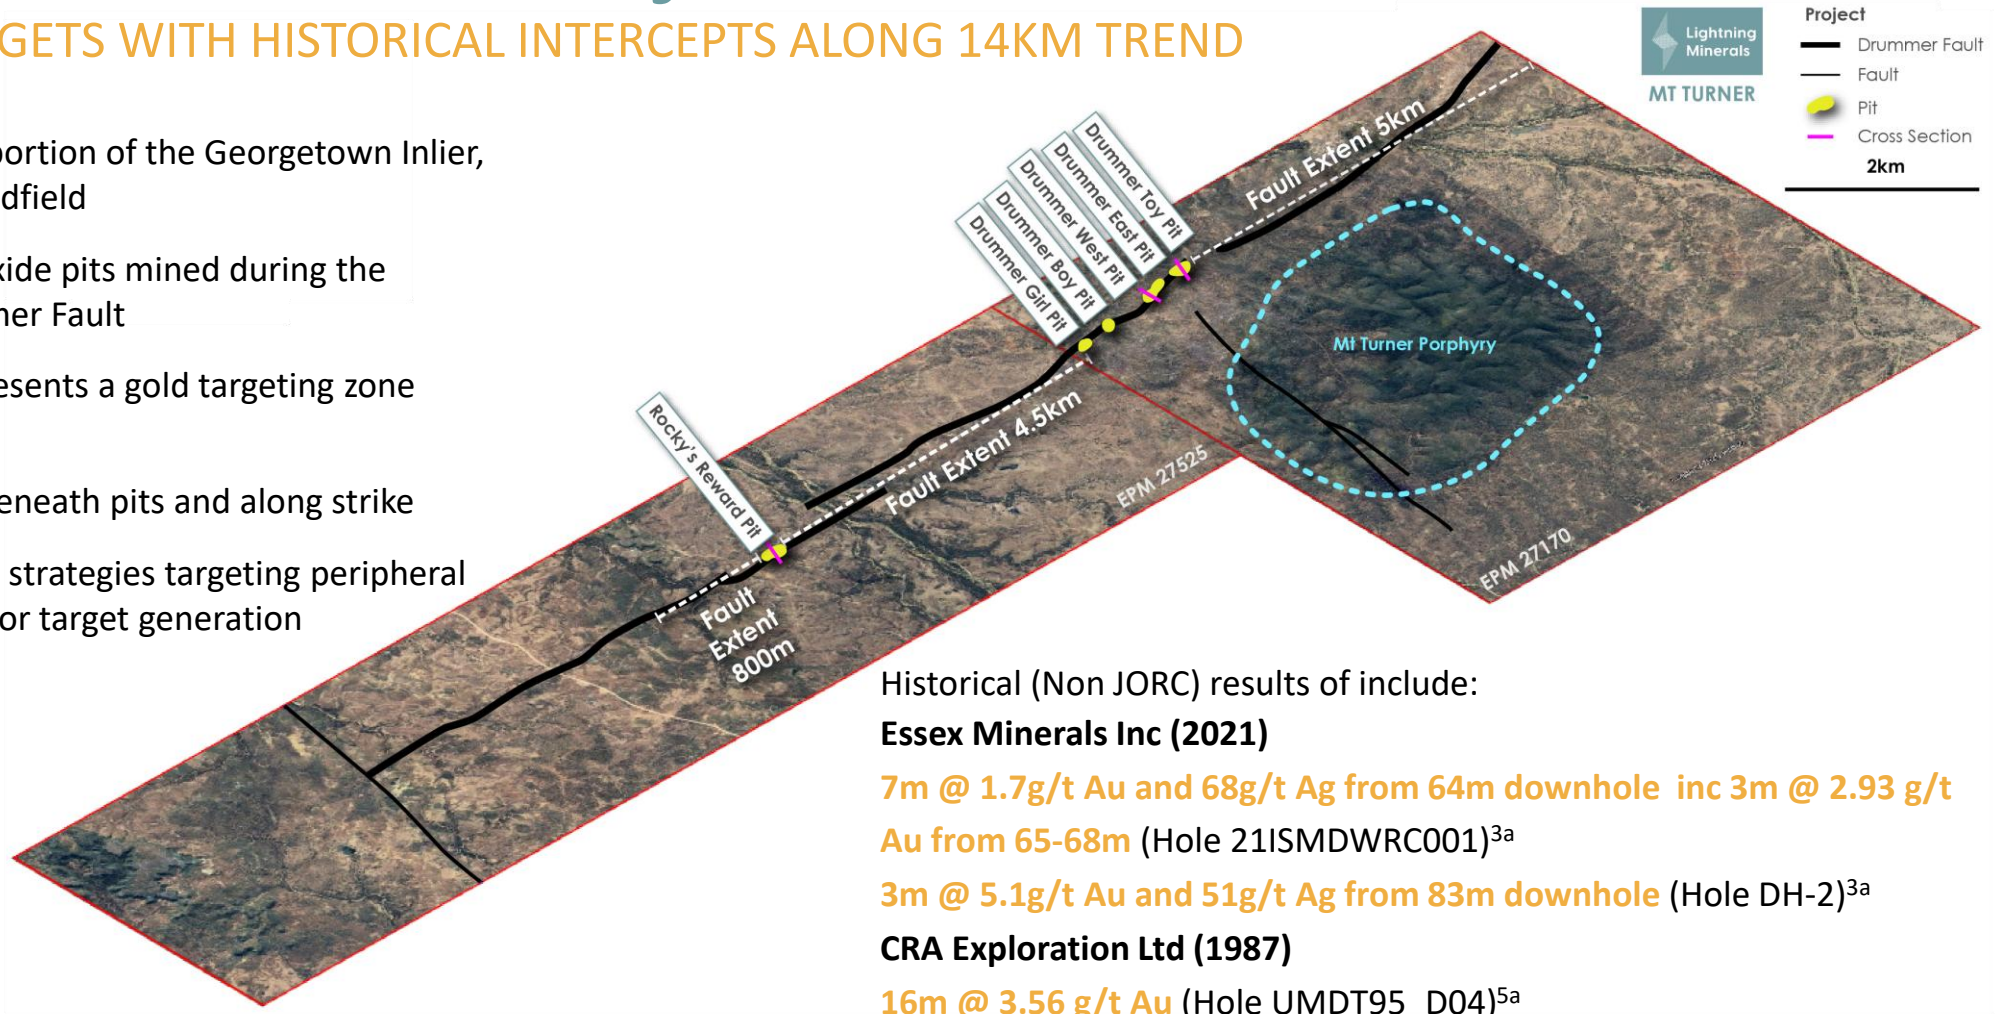 GETS WITH HISTORICAL INTERCEPTS ALONG 14KM TREND
portion of the Georgetown Inlier,
dfield
xide pits mined during the
ner Fault
esents a gold targeting zone
eneath pits and along strike
strategies targeting peripheral
or target generation
Lightning
Minerals
MT TURNER
Project
Drummer Fault
Fault
Pit
Cross Section
2km
Drummer Toy Pit
Drummer East Pit
Drummer West Pit
Drummer Boy Pit
Drummer Girl Pit
Rocky's Reward Pit
Fault Extent 5km
Mt Turner Porphyry
Fault Extent 4.5km
EPM 27525
EPM 27170
Fault
Extent
800m
Historical (Non JORC) results of include:
Essex Minerals Inc (2021)
7m @ 1.7g/t Au and 68g/t Ag from 64m downhole inc 3m @ 2.93 g/t
Au from 65-68m (Hole 21ISMDWRC001)3a
3m @ 5.1g/t Au and 51g/t Ag from 83m downhole (Hole DH-2)3a
CRA Exploration Ltd (1987)
16m @ 3.56 g/t Au (Hole UMDT95_D04)5a